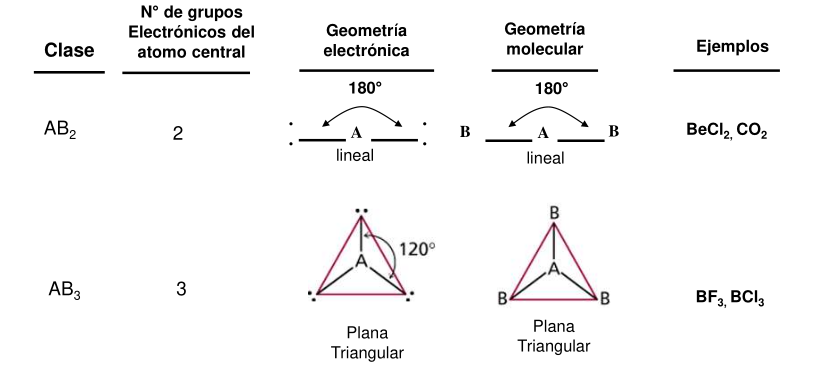 Clase
N° de grupos
Electrónicos del
atomo central
Geometría
electrónica
Geometría
molecular
Ejemplos
AB₂
2
180°
A
lineal
180°
B A B
lineal
BeCl₂, CO₂
AB₃
3
120°
A
Plana
Triangular
B
A
B B
Plana
Triangular
BF₃, BCl₃